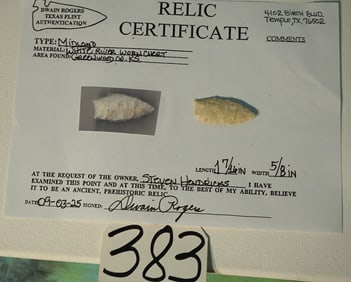 DWAIN ROGERS
TEXAS FLINT
AUTHENTICATION
RELIC
CERTIFICATE
4102 BIRCH BLVD.
TEMPLE, TX, 76502
COMMENTS
TYPE: MIDLAND
MATERIAL: WHITE RIVER WORN CHERT
AREA FOUND: GREENWOOD CO. KS.
LENGTH 1 7/16 IN WIDTH 5/8 IN
AT THE REQUEST OF THE OWNER, STEVEN HENDRICKS I HAVE
EXAMINED THIS POINT AND AT THIS TIME, TO THE BEST OF MY ABILITY, BELIEVE
IT TO BE AN ANCIENT, PREHISTORIC RELIC.
DATE: 09-03-25 SIGNED: Dwain Rogers
383